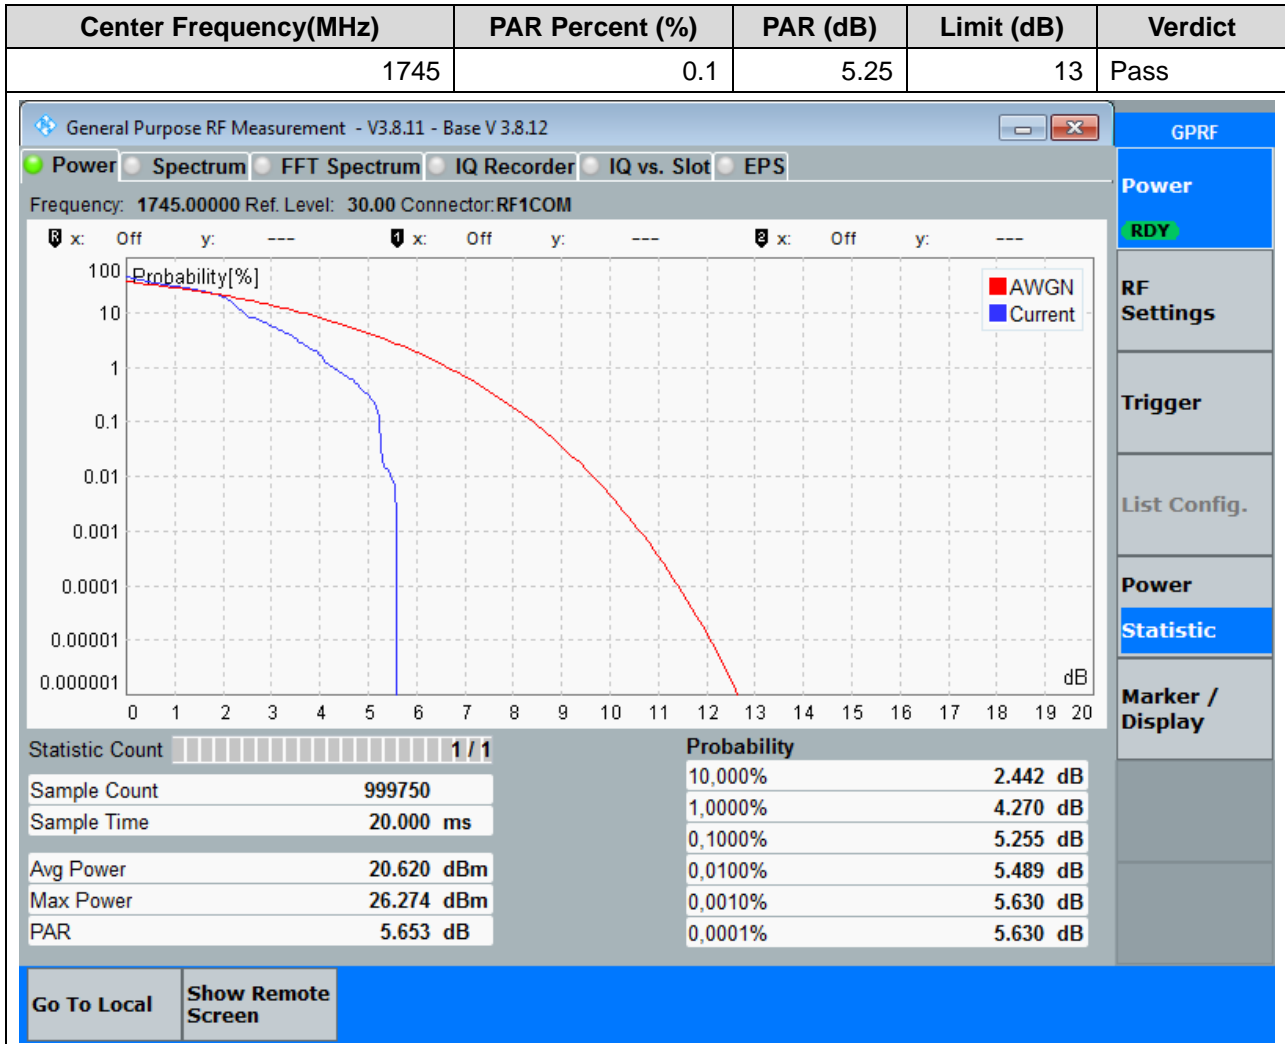 Center Frequency(MHz) PAR Percent (%) PAR (dB) Limit (dB) Verdict
1745 0.1 5.25 13 Pass
General Purpose RF Measurement - V3.8.11 - Base V 3.8.12
GPRF
Power Spectrum FFT Spectrum IQ Recorder IQ vs. Slot EPS
Frequency: 1745.00000 Ref. Level: 30.00 Connector:RF1COM
R x: Off y: --- 1 x: Off y: --- 2 x: Off y: ---
Probability[%]
AWGN
Current
100
10
1
0.1
0.01
0.001
0.0001
0.00001
0.000001
dB
0 1 2 3 4 5 6 7 8 9 10 11 12 13 14 15 16 17 18 19 20
Statistic Count 1 / 1
Sample Count 999750
Sample Time 20.000 ms
Avg Power 20.620 dBm
Max Power 26.274 dBm
PAR 5.653 dB
Probability
10,000% 2.442 dB
1,0000% 4.270 dB
0,1000% 5.255 dB
0,0100% 5.489 dB
0,0010% 5.630 dB
0,0001% 5.630 dB
Power
RDY
RF
Settings
Trigger
List Config.
Power
Statistic
Marker /
Display
Go To Local
Show Remote
Screen